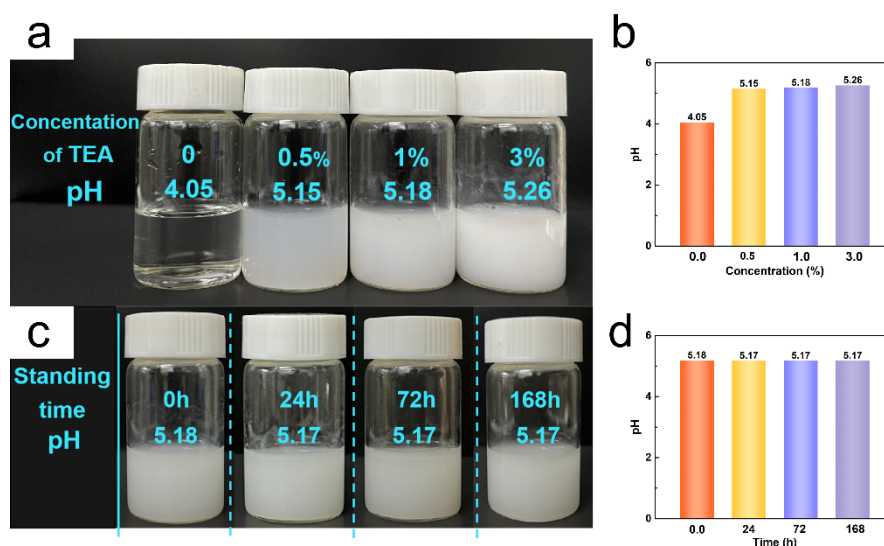 a
Concentation
of TEA
pH
0
0.5%
1%
3%
4.05
5.15
5.18
5.26
b
6
4
2
0
pH
4.05
5.15
5.18
5.26
0.0
0.5
1.0
3.0
Concentration (%)
c
Standing
time
pH
0h
24h
72h
168h
5.18
5.17
5.17
5.17
d
6
4
2
0
pH
5.18
5.17
5.17
5.17
0.0
24
72
168
Time (h)